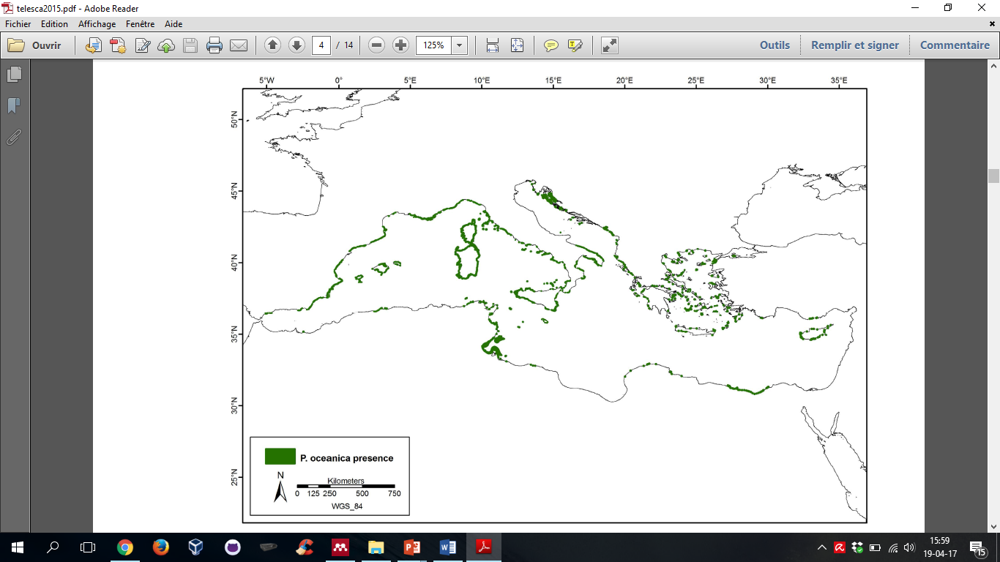 telesca2015.pdf - Adobe Reader
Fichier Edition Affichage Fenêtre Aide
Ouvrir 4 / 14 125% Outils Remplir et signer Commentaire
5°W 0° 5°E 10°E 15°E 20°E 25°E 30°E 35°E
50°N
45°N
40°N
35°N
30°N
25°N
P. oceanica presence
N
Kilometers
0 125 250 500 750
WGS_84
15:59
19-04-17
15